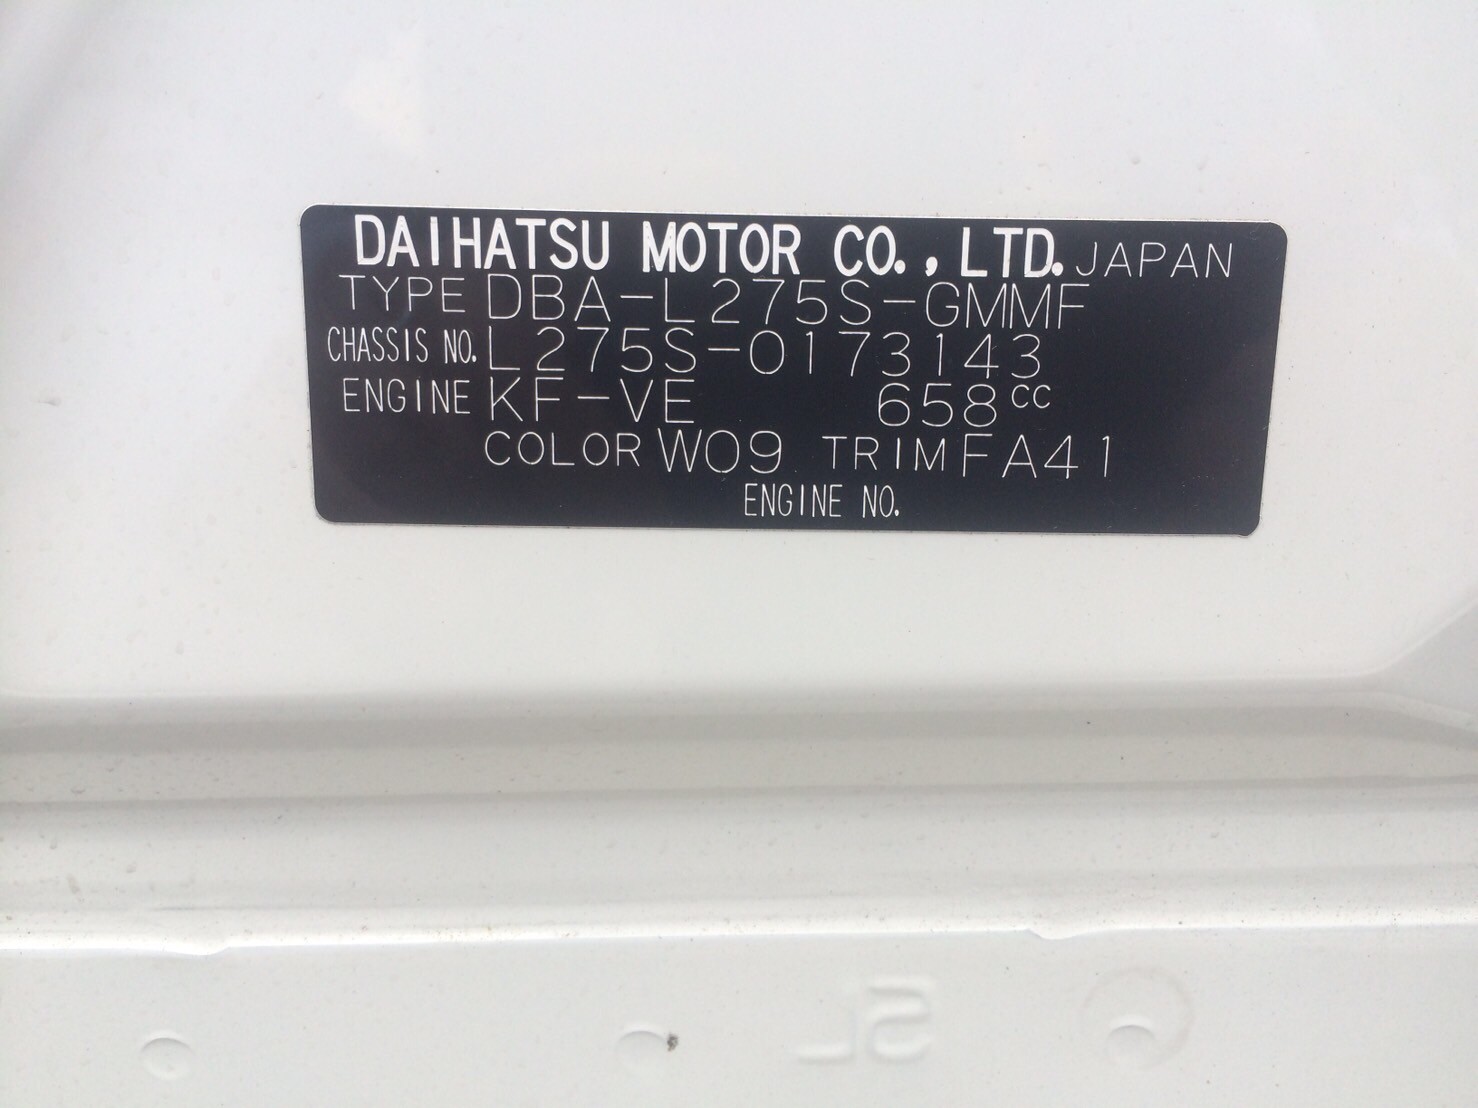 DAIHATSU MOTOR CO.,LTD. JAPAN
TYPE DBA-L275S-GMMF
CHASSIS NO. L275S-0173143
ENGINE KF-VE 658cc
COLOR W09 TRIM FA41
ENGINE NO.